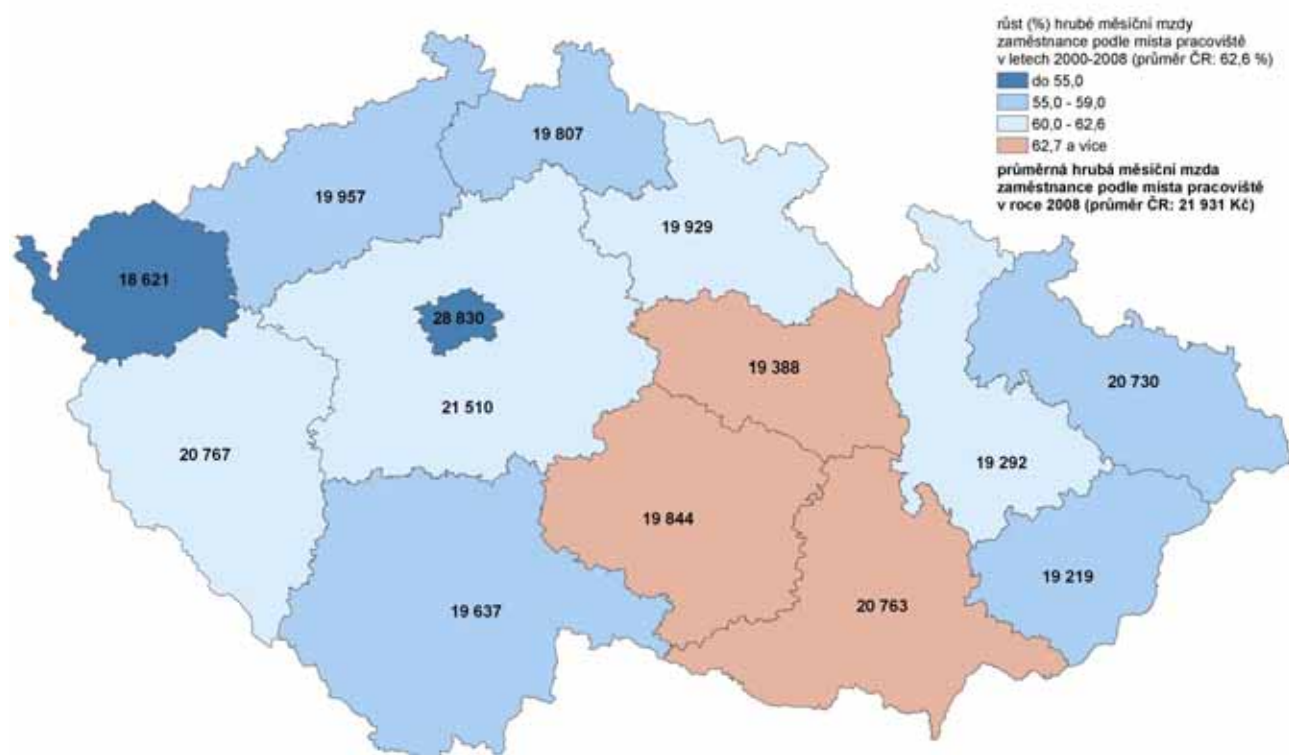 růst (%) hrubé měsíční mzdy
zaměstnance podle místa pracoviště
v letech 2000-2008 (průměr ČR: 62,6 %)
do 55,0
55,0 - 59,0
60,0 - 62,6
62,7 a více
průměrná hrubá měsíční mzda
zaměstnance podle místa pracoviště
v roce 2008 (průměr ČR: 21 931 Kč)
19 807
19 957
19 929
18 621
28 830
19 388
20 730
21 510
20 767
19 292
19 844
19 219
20 763
19 637